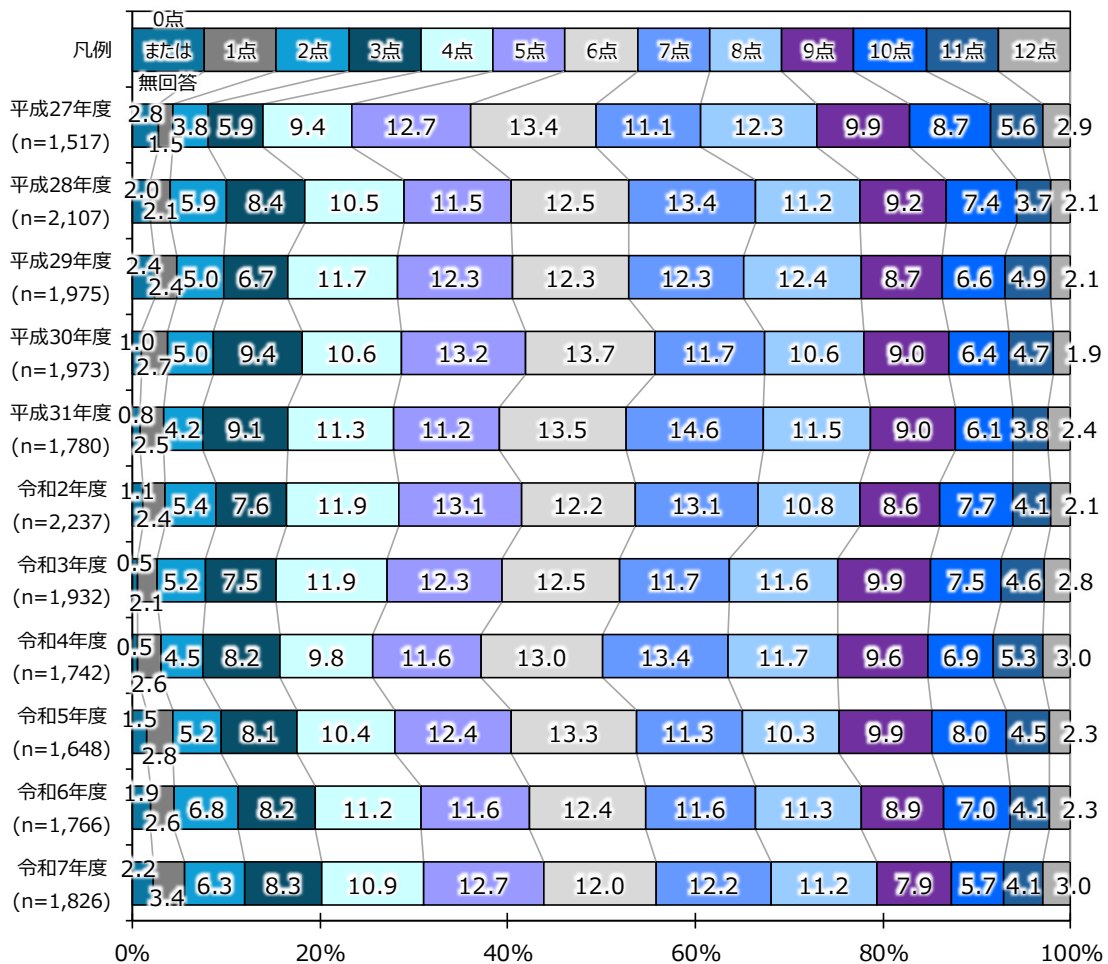 0点
凡例 または 1点 2点 3点 4点 5点 6点 7点 8点 9点 10点 11点 12点
無回答
平成27年度 2.8 3.8 5.9 9.4 12.7 13.4 11.1 12.3 9.9 8.7 5.6 2.9
(n=1,517) 1.5
平成28年度 2.0 5.9 8.4 10.5 11.5 12.5 13.4 11.2 9.2 7.4 3.7 2.1
(n=2,107) 2.1
平成29年度 2.4 5.0 6.7 11.7 12.3 12.3 12.3 12.4 8.7 6.6 4.9 2.1
(n=1,975) 2.4
平成30年度 1.0 5.0 9.4 10.6 13.2 13.7 11.7 10.6 9.0 6.4 4.7 1.9
(n=1,973) 2.7
平成31年度 0.8 4.2 9.1 11.3 11.2 13.5 14.6 11.5 9.0 6.1 3.8 2.4
(n=1,780) 2.5
令和2年度 1.1 5.4 7.6 11.9 13.1 12.2 13.1 10.8 8.6 7.7 4.1 2.1
(n=2,237) 2.4
令和3年度 0.5 5.2 7.5 11.9 12.3 12.5 11.7 11.6 9.9 7.5 4.6 2.8
(n=1,932) 2.1
令和4年度 0.5 4.5 8.2 9.8 11.6 13.0 13.4 11.7 9.6 6.9 5.3 3.0
(n=1,742) 2.6
令和5年度 1.5 5.2 8.1 10.4 12.4 13.3 11.3 10.3 9.9 8.0 4.5 2.3
(n=1,648) 2.8
令和6年度 1.9 6.8 8.2 11.2 11.6 12.4 11.6 11.3 8.9 7.0 4.1 2.3
(n=1,766) 2.6
令和7年度 2.2 6.3 8.3 10.9 12.7 12.0 12.2 11.2 7.9 5.7 4.1 3.0
(n=1,826) 3.4
0% 20% 40% 60% 80% 100%